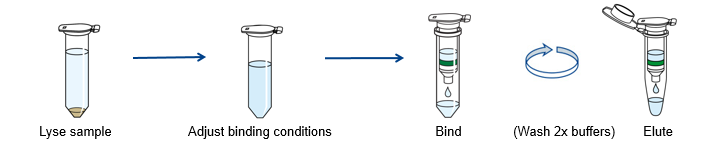 Lyse sample
Adjust binding conditions
Bind
(Wash 2x buffers)
Elute